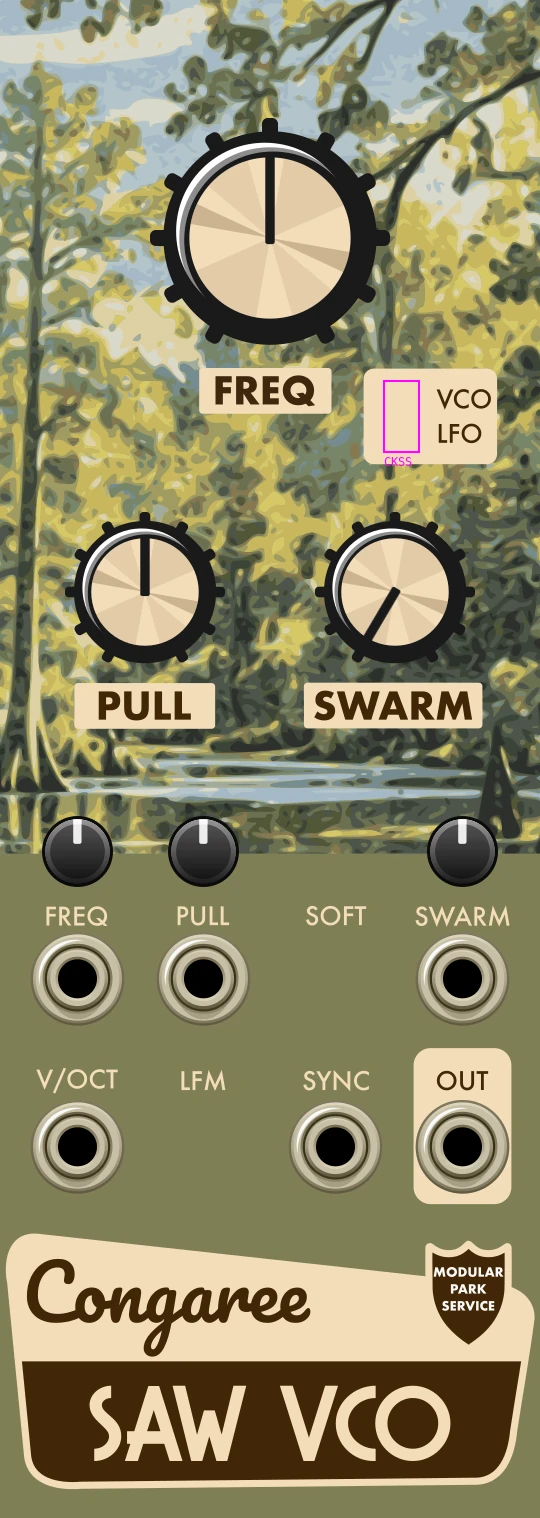 FREQ
VCO
LFO
CKSS
PULL
SWARM
FREQ PULL SOFT SWARM
V/OCT LFM SYNC OUT
Congaree
MODULAR
PARK
SERVICE
SAW VCO